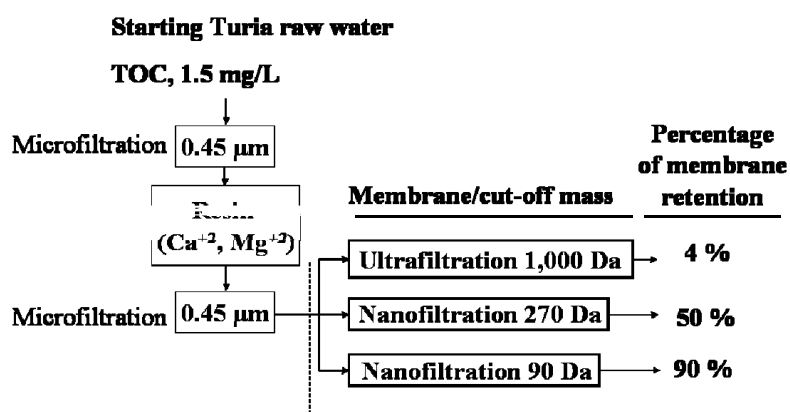 Starting Turia raw water
TOC, 1.5 mg/L
Microfiltration 0.45 μm
Resin
(Ca⁺², Mg⁺²)
Microfiltration 0.45 μm
Membrane/cut-off mass
Percentage
of membrane
retention
Ultrafiltration 1,000 Da 4 %
Nanofiltration 270 Da 50 %
Nanofiltration 90 Da 90 %